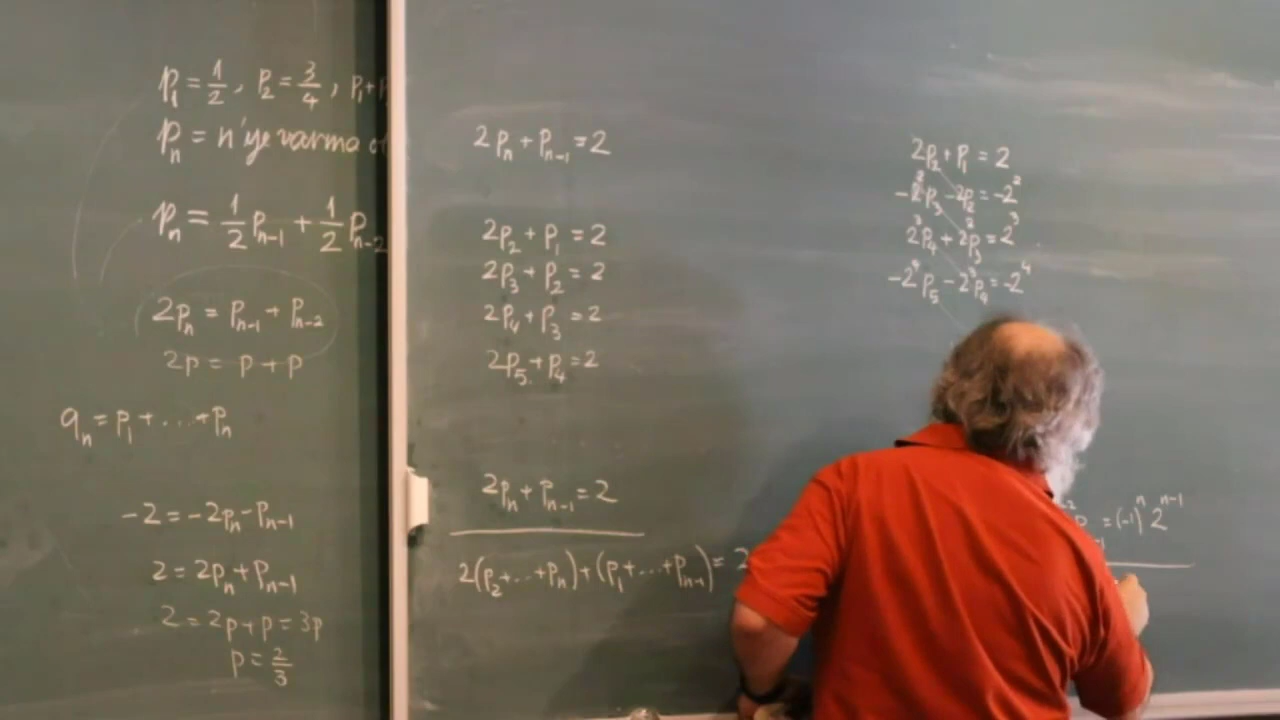 p₁ = 1/2, p₂ = 3/4, p₁+
pₙ = n'ye varma
pₙ = 1/2 pₙ₋₁ + 1/2 pₙ₋₂
2pₙ = pₙ₋₁ + pₙ₋₂
2p = p + p
qₙ = p₁ + ... + pₙ
-2 = -2pₙ - pₙ₋₁
2 = 2pₙ + pₙ₋₁
2 = 2p + p = 3p
p = 2/3
2pₙ + pₙ₋₁ = 2
2p₂ + p₁ = 2
2p₃ + p₂ = 2
2p₄ + p₃ = 2
2p₅ + p₄ = 2
2pₙ + pₙ₋₁ = 2
2(p₂ + ... + pₙ) + (p₁ + ... + pₙ₋₁) = 2
2p₂ + p₁ = 2
-2²p₃ - 2p₂ = -2²
2³p₄ + 2²p₃ = 2³
-2⁴p₅ - 2³p₄ = -2⁴
= (-1)ⁿ 2ⁿ⁻¹